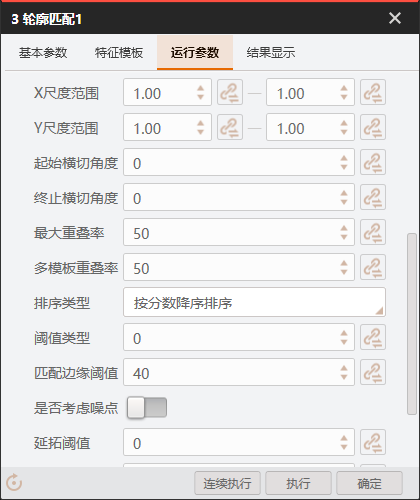 3 轮廓匹配1
基本参数 特征模板 运行参数 结果显示
X尺度范围 1.00 — 1.00
Y尺度范围 1.00 — 1.00
起始横切角度 0
终止横切角度 0
最大重叠率 50
多模板重叠率 50
排序类型 按分数降序排序
阈值类型 0
匹配边缘阈值 40
是否考虑噪点
延拓阈值 0
连续执行 执行 确定